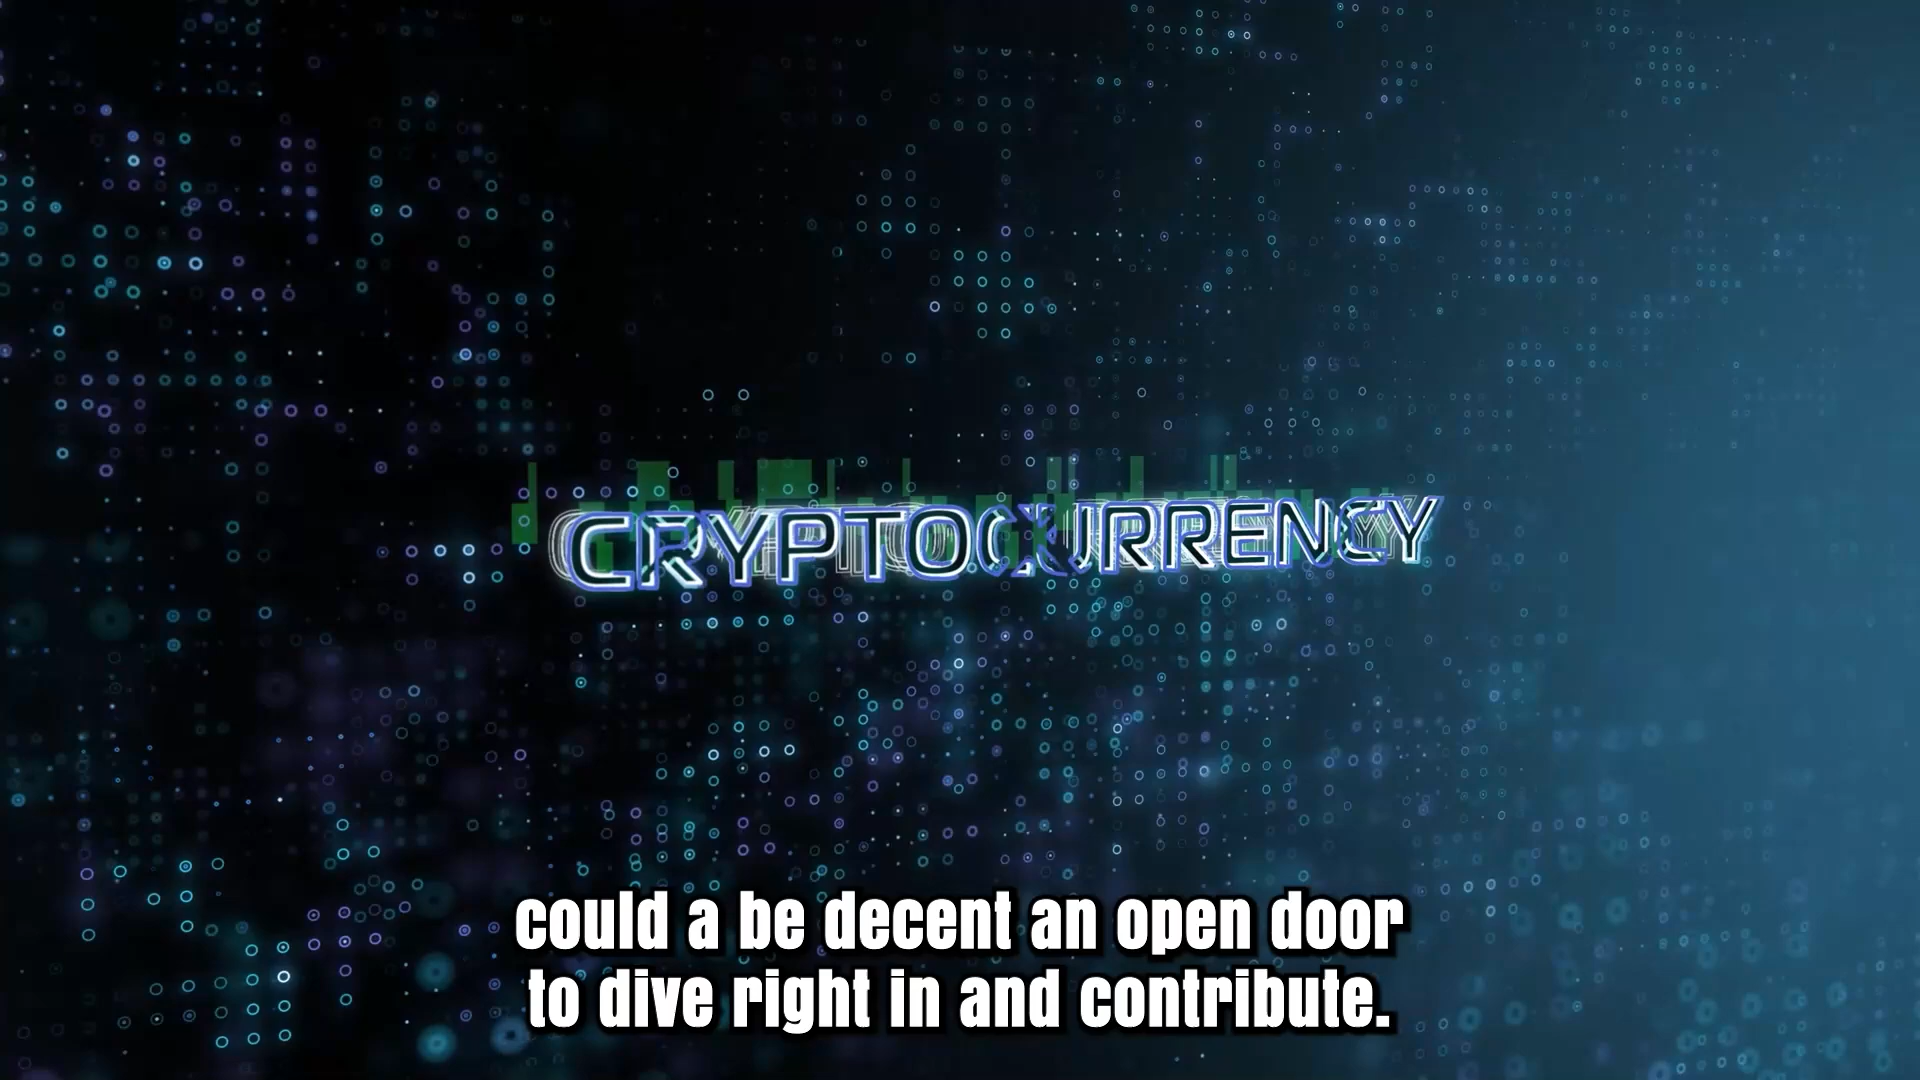 CRYPTOCURRENCY
could a be decent an open door
to dive right in and contribute.